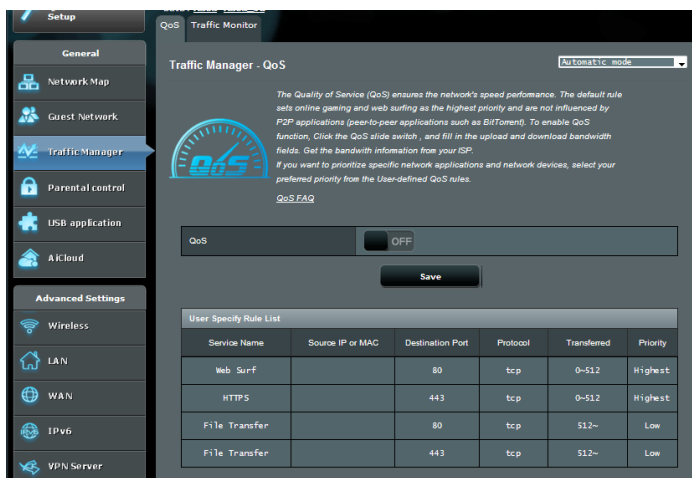 Setup
General
Network Map
Guest Network
Traffic Manager
Parental control
USB application
AiCloud
Advanced Settings
Wireless
LAN
WAN
IPv6
VPN Server
QoS Traffic Monitor
Traffic Manager - QoS
Automatic mode
The Quality of Service (QoS) ensures the network's speed performance. The default rule
sets online gaming and web surfing as the highest priority and are not influenced by
P2P applications (peer-to-peer applications such as BitTorrent). To enable QoS
function, Click the QoS slide switch , and fill in the upload and download bandwidth
fields. Get the bandwith information from your ISP.
If you want to prioritize specific network applications and network devices, select your
preferred priority from the User-defined QoS rules.
QoS
QoS FAQ
QoS OFF
Save
User Specify Rule List
Service Name Source IP or MAC Destination Port Protocol Transferred Priority
Web Surf 80 tcp 0~512 Highest
HTTPS 443 tcp 0~512 Highest
File Transfer 80 tcp 512~ Low
File Transfer 443 tcp 512~ Low